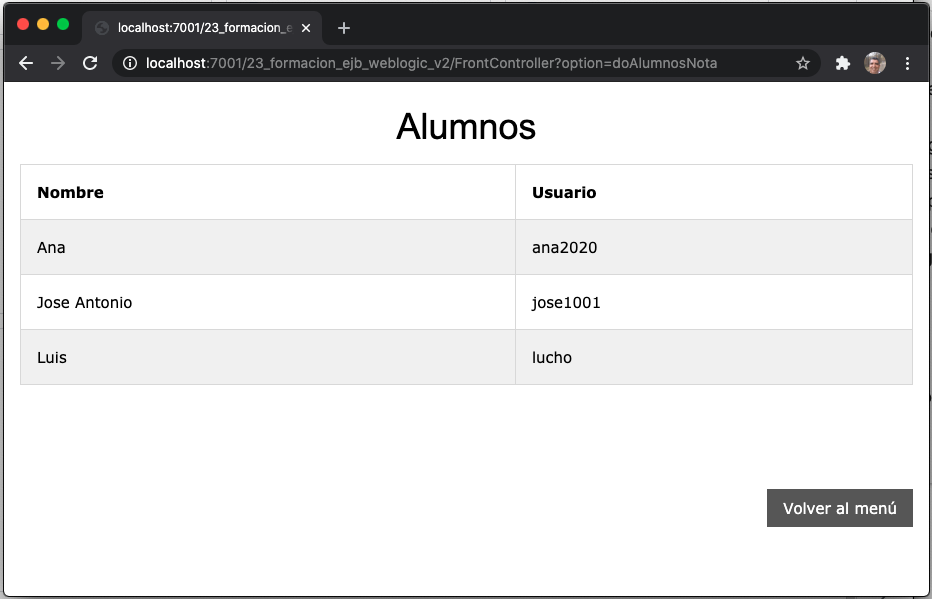 localhost:7001/23_formacion_e
localhost:7001/23_formacion_ejb_weblogic_v2/FrontController?option=doAlumnosNota
Alumnos
Nombre Usuario
Ana ana2020
Jose Antonio jose1001
Luis lucho
Volver al menú